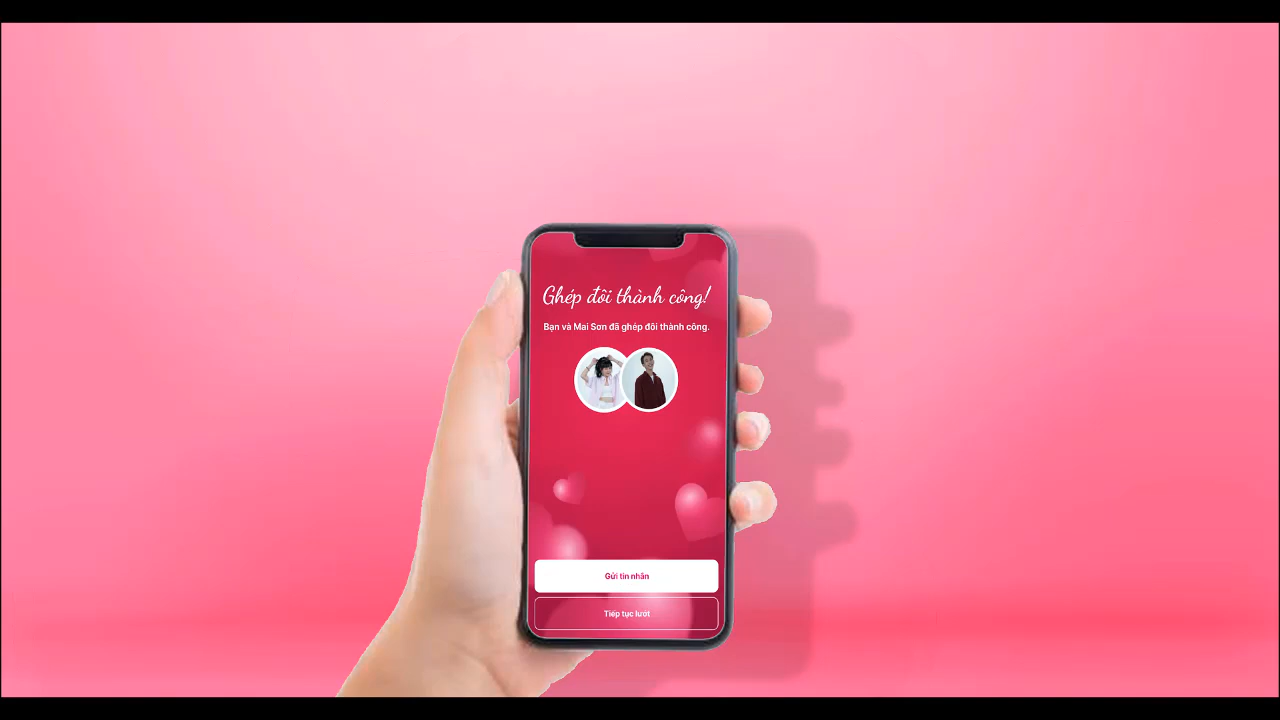 Ghép đôi thành công!
Bạn và Mai Sơn đã ghép đôi thành công.
Gửi tin nhắn
Tiếp tục lướt